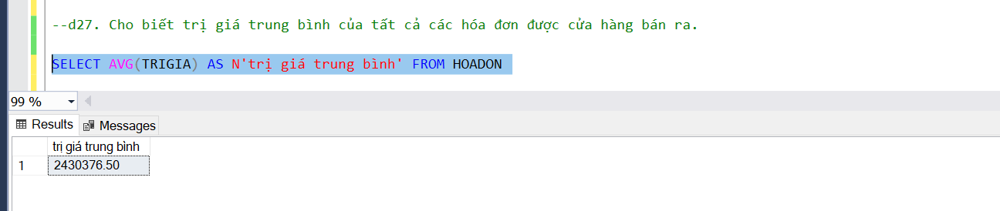 --d27. Cho biết trị giá trung bình của tất cả các hóa đơn được cửa hàng bán ra.
SELECT AVG(TRIGIA) AS N'trị giá trung bình' FROM HOADON
99 %
Results Messages
trị giá trung bình
1 2430376.50